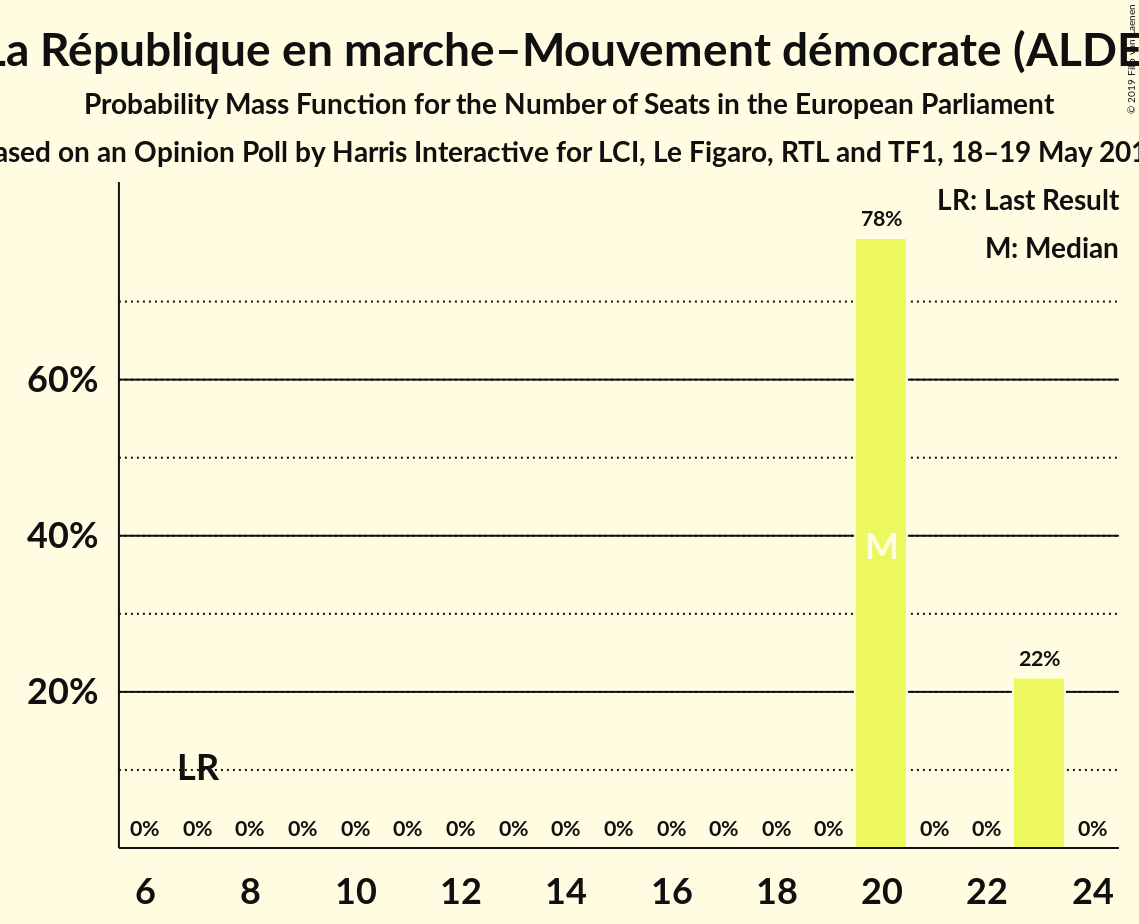 La République en marche–Mouvement démocrate (ALDE
Probability Mass Function for the Number of Seats in the European Parliament
ased on an Opinion Poll by Harris Interactive for LCI, Le Figaro, RTL and TF1, 18–19 May 201
LR: Last Result
M: Median
78%
60%
40%
M
22%
20%
LR
0% 0% 0% 0% 0% 0% 0% 0% 0% 0% 0% 0% 0% 0% 0% 0% 0%
6 8 10 12 14 16 18 20 22 24
© 2019